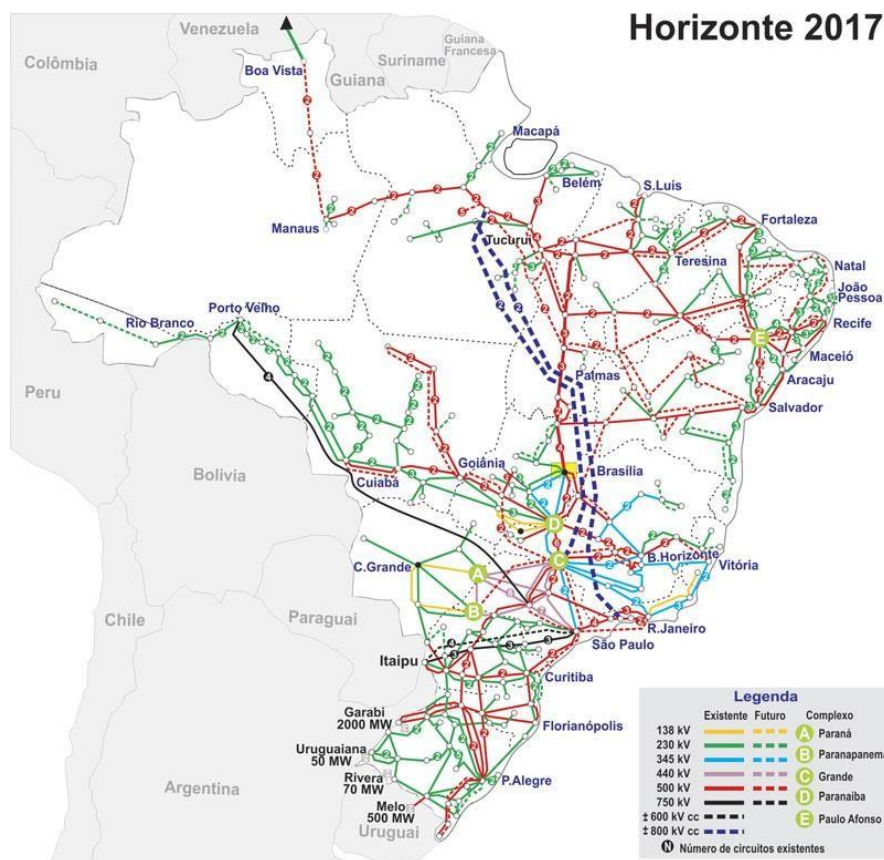 Horizonte 2017
Venezuela
Guiana
Francesa
Suriname
Colômbia
Guiana
Boa Vista
Macapá
Belém
S.Luís
Fortaleza
Manaus
Tucuruí
Teresina
Natal
João
Pessoa
Porto Velho
Rio Branco
Recife
Maceió
Palmas
Aracaju
Peru
Salvador
Bolivia
Goiânia
Brasília
Cuiabá
D
E
B.Horizonte
Vitória
C
C.Grande
A
Chile
Paraguai
B
R.Janeiro
São Paulo
Itaipu
Curitiba
Garabi
2000 MW
Florianópolis
Uruguaiana
50 MW
Rivera
70 MW
P.Alegre
Melo
500 MW
Argentina
Uruguai
Legenda
Existente Futuro Complexo
138 kV A Paraná
230 kV B Paranapanema
345 kV
440 kV C Grande
500 kV D Paranaíba
750 kV
±600 kV cc E Paulo Afonso
±800 kV cc
N Número de circuitos existentes